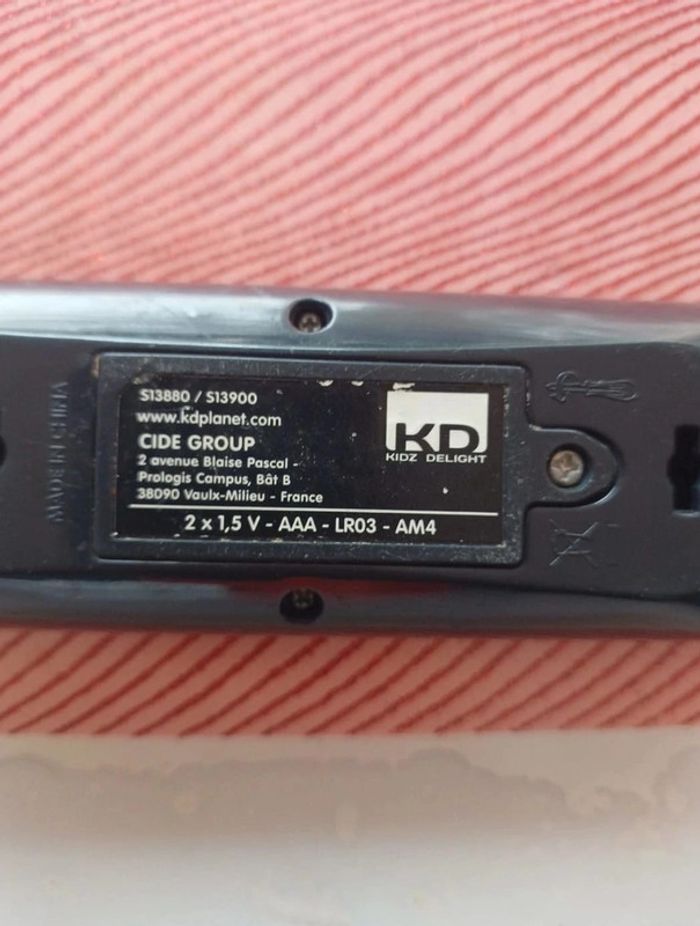 S13880 / S13900
www.kdplanet.com
CIDE GROUP
2 avenue Blaise Pascal -
Prologis Campus, Bât B
38090 Vaulx-Milieu - France
2 x 1,5 V - AAA - LR03 - AM4
KD
KIDZ DELIGHT
MADE IN CHINA